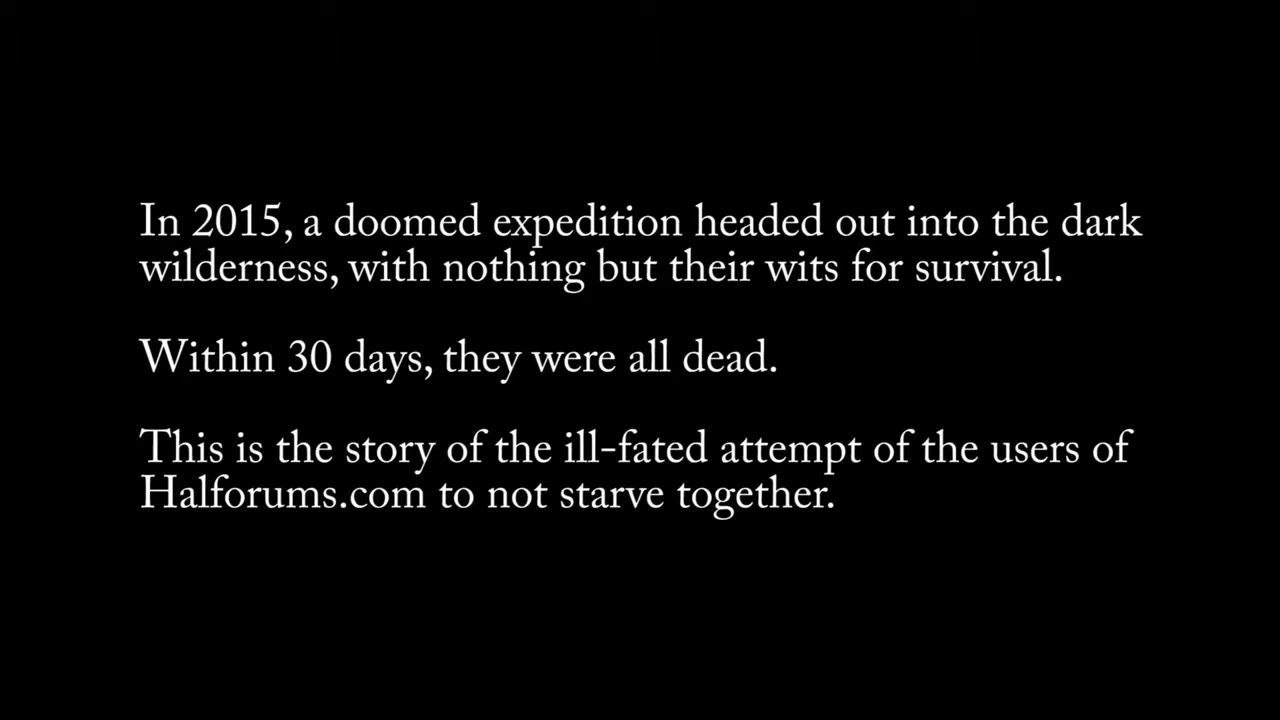 In 2015, a doomed expedition headed out into the dark
wilderness, with nothing but their wits for survival.
Within 30 days, they were all dead.
This is the story of the ill-fated attempt of the users of
Halforums.com to not starve together.